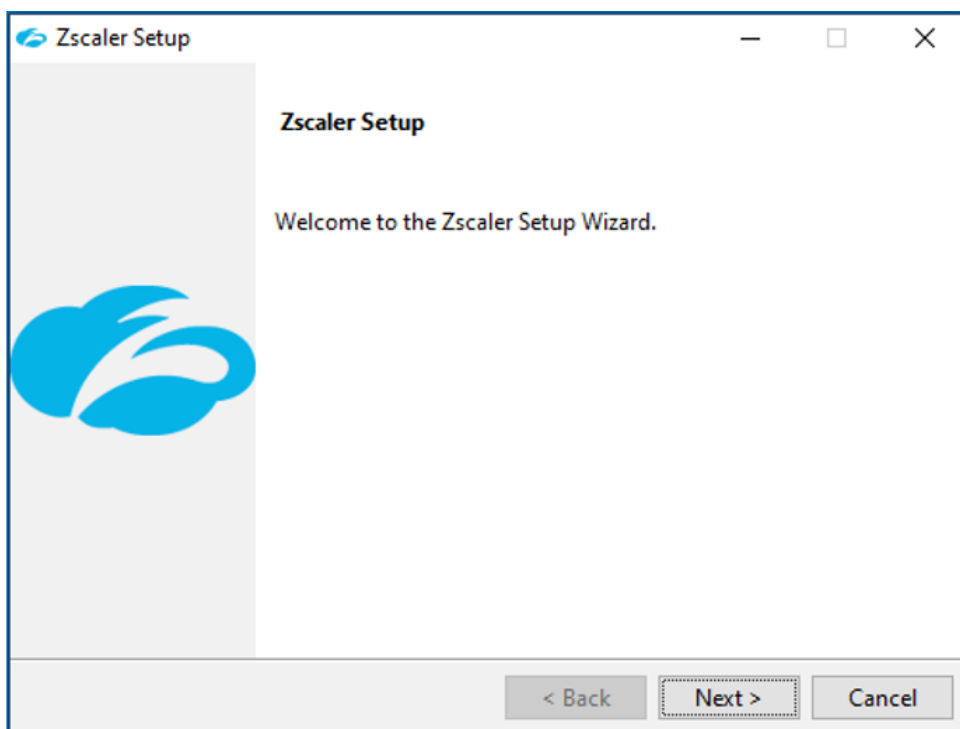 Zscaler Setup
Zscaler Setup
Welcome to the Zscaler Setup Wizard.
< Back
Next >
Cancel